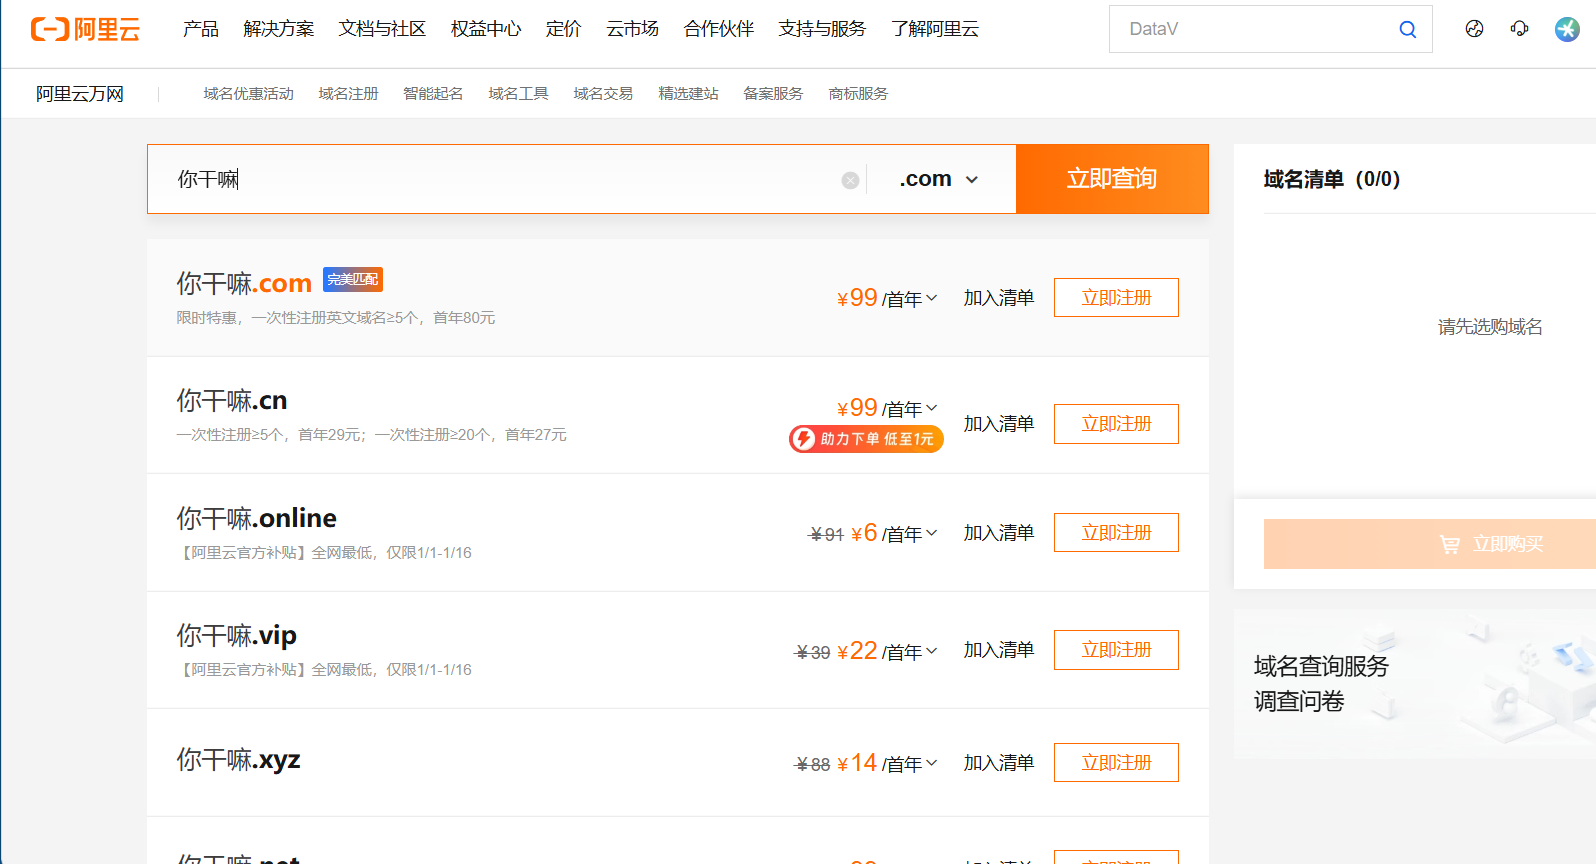 阿里云 产品 解决方案 文档与社区 权益中心 定价 云市场 合作伙伴 支持与服务 了解阿里云 DataV
阿里云万网 域名优惠活动 域名注册 智能起名 域名工具 域名交易 精选建站 备案服务 商标服务
你干嘛 .com 立即查询
你干嘛.com 完美匹配
限时特惠，一次性注册英文域名≥5个，首年80元
¥99 /首年 加入清单 立即注册
你干嘛.cn
一次性注册≥5个，首年29元；一次性注册≥20个，首年27元
¥99 /首年 加入清单 立即注册
助力下单 低至1元
你干嘛.online
【阿里云官方补贴】全网最低，仅限1/1-1/16
¥91 ¥6 /首年 加入清单 立即注册
你干嘛.vip
【阿里云官方补贴】全网最低，仅限1/1-1/16
¥39 ¥22 /首年 加入清单 立即注册
你干嘛.xyz
¥88 ¥14 /首年 加入清单 立即注册
域名清单（0/0）
请先选购域名
立即购买
域名查询服务
调查问卷